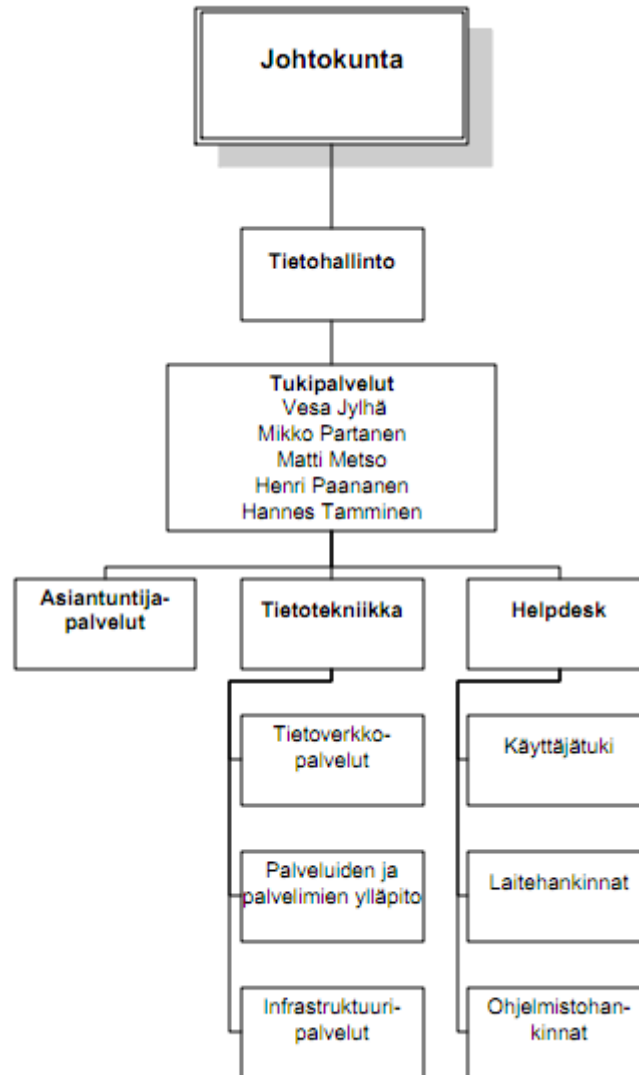 Johtokunta
Tietohallinto
Tukipalvelut
Vesa Jylhä
Mikko Partanen
Matti Metso
Henri Paananen
Hannes Tamminen
Asiantuntija-
palvelut
Tietotekniikka
Helpdesk
Tietoverkko-
palvelut
Käyttäjätuki
Palveluiden ja
palvelimien ylläpito
Laitehankinnat
Infrastruktuuri-
palvelut
Ohjelmistohan-
kinnat